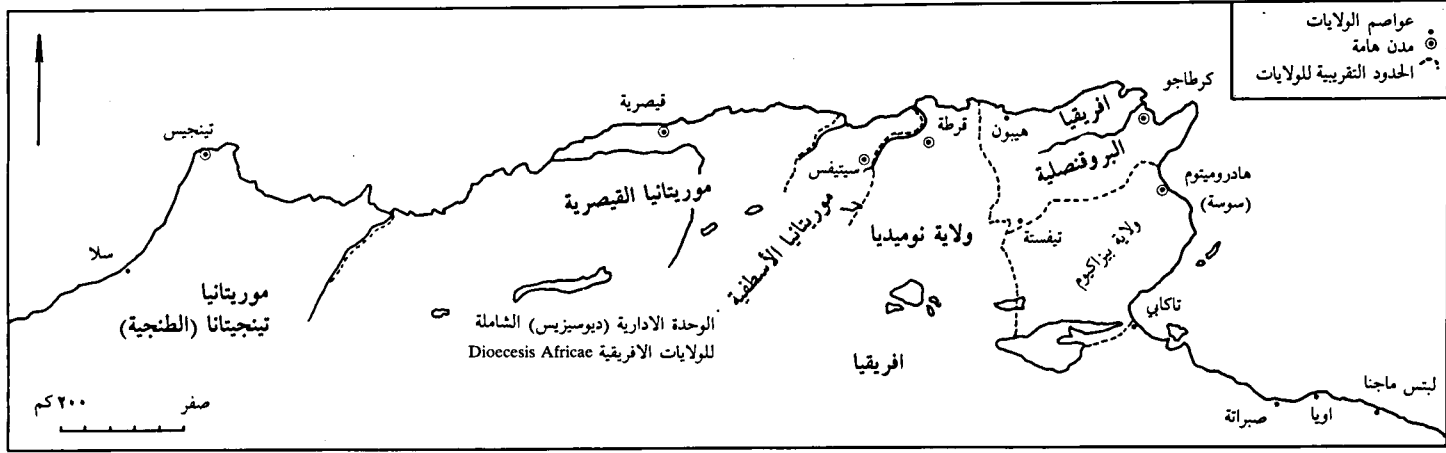 عواصم الولايات
مدن هامة
الحدود التقريبية للولايات
كرطاجو
افريقيا
البروقنصلية
هيبون
قرطة
سيتيفس
قيصرية
تينجيس
هادروميتوم
(سوسة)
موريتانيا القيصرية
موريتانيا الأسطفية
ولاية نوميديا
تيفستة
ولاية بيزاكيوم
سلا
موريتانيا
تينجيتانا (الطنجية)
الوحدة الادارية (ديوسيزيس) الشاملة
للولايات الافريقية Dioecesis Africae
افريقيا
تاكابي
لبتس ماجنا
اويا
صبراتة
صفر
٢٠٠ كم